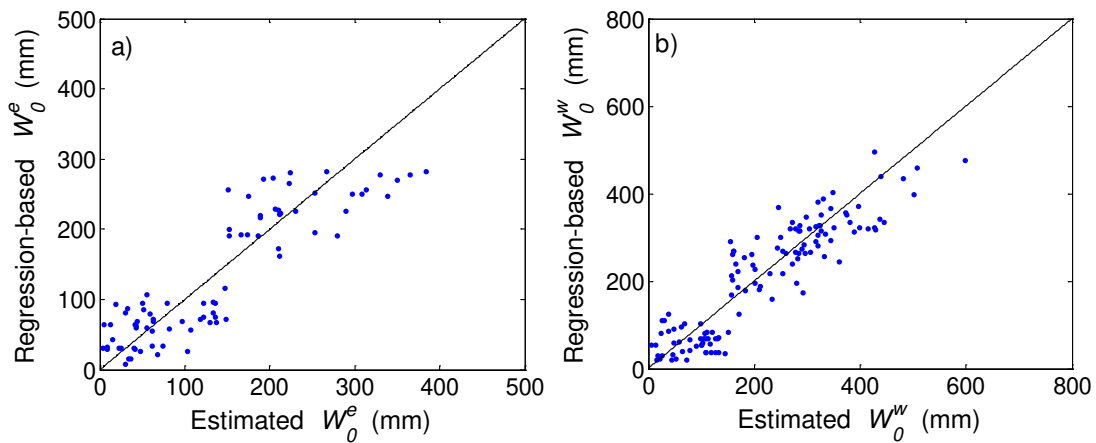 a)
Regression-based W₀ᵉ (mm)
500
400
300
200
100
0
0 100 200 300 400 500
Estimated W₀ᵉ (mm)
b)
Regression-based W₀ʷ (mm)
800
600
400
200
0
0 200 400 600 800
Estimated W₀ʷ (mm)